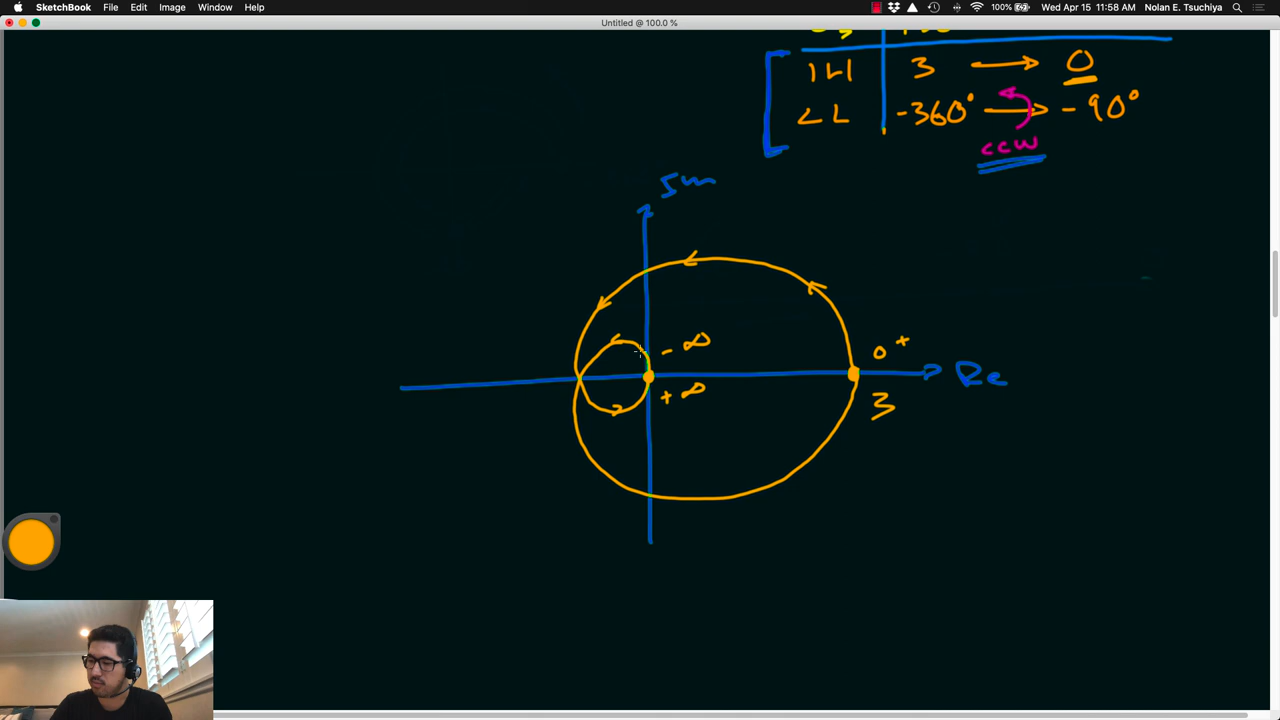 SketchBook File Edit Image Window Help 100% Wed Apr 15 11:58 AM Nolan E. Tsuchiya
Untitled @ 100.0 %
|L| 3 → 0
∠L -360° → -90°
CCW
Im
-∞ 0+
Re
+∞ 3